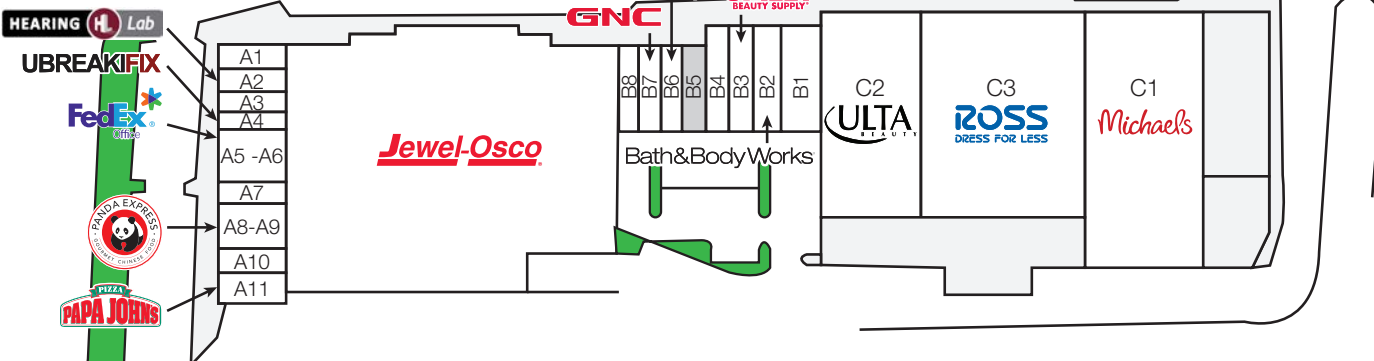 HEARING HL Lab
UBREAKIFIX
FedEx®
Office
PANDA EXPRESS
GOURMET CHINESE FOOD
PIZZA
PAPA JOHN'S
A1
A2
A3
A4
A5 -A6
A7
A8-A9
A10
A11
Jewel-Osco
GNC
BEAUTY SUPPLY
B8
B7
B6
B5
B4
B3
B2
B1
Bath&BodyWorks
C2
ULTA
BEAUTY
C3
ROSS
DRESS FOR LESS
C1
Michaels